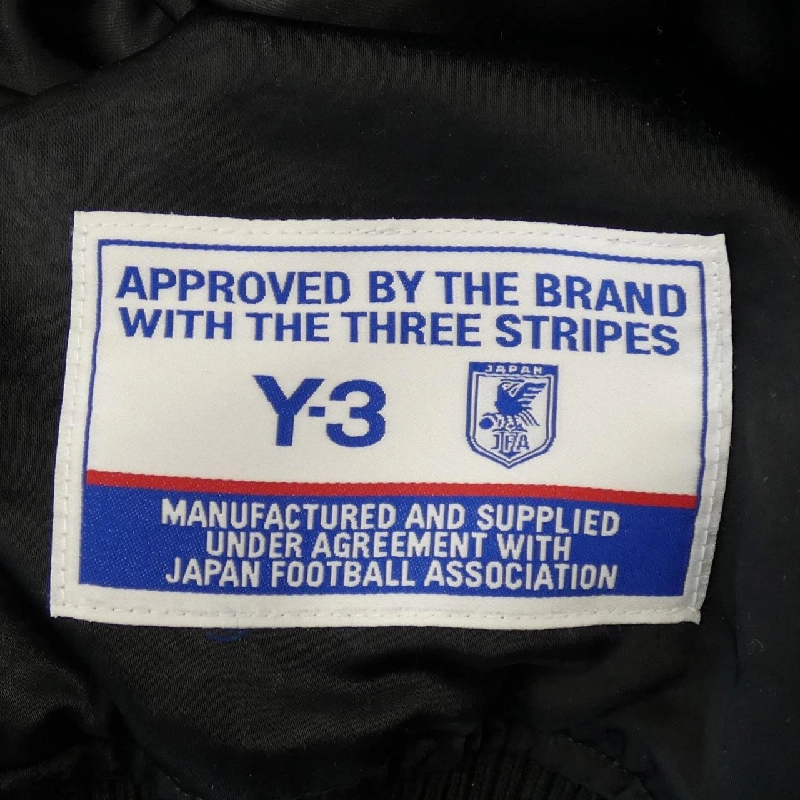 APPROVED BY THE BRAND
WITH THE THREE STRIPES
Y-3
JAPAN
JFA
MANUFACTURED AND SUPPLIED
UNDER AGREEMENT WITH
JAPAN FOOTBALL ASSOCIATION